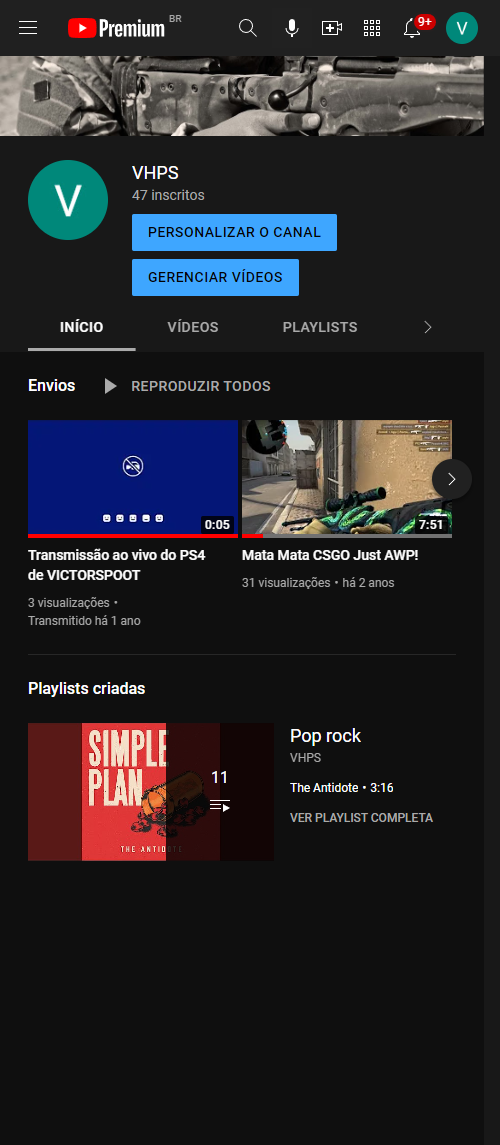 Premium BR
9+
V
V
VHPS
47 inscritos
PERSONALIZAR O CANAL
GERENCIAR VÍDEOS
INÍCIO VÍDEOS PLAYLISTS
Envios REPRODUZIR TODOS
0:05
7:51
Transmissão ao vivo do PS4
de VICTORSPOOT
3 visualizações •
Transmitido há 1 ano
Mata Mata CSGO Just AWP!
31 visualizações • há 2 anos
Playlists criadas
SIMPLE
PLAN
THE ANTIDOTE
11
Pop rock
VHPS
The Antidote • 3:16
VER PLAYLIST COMPLETA